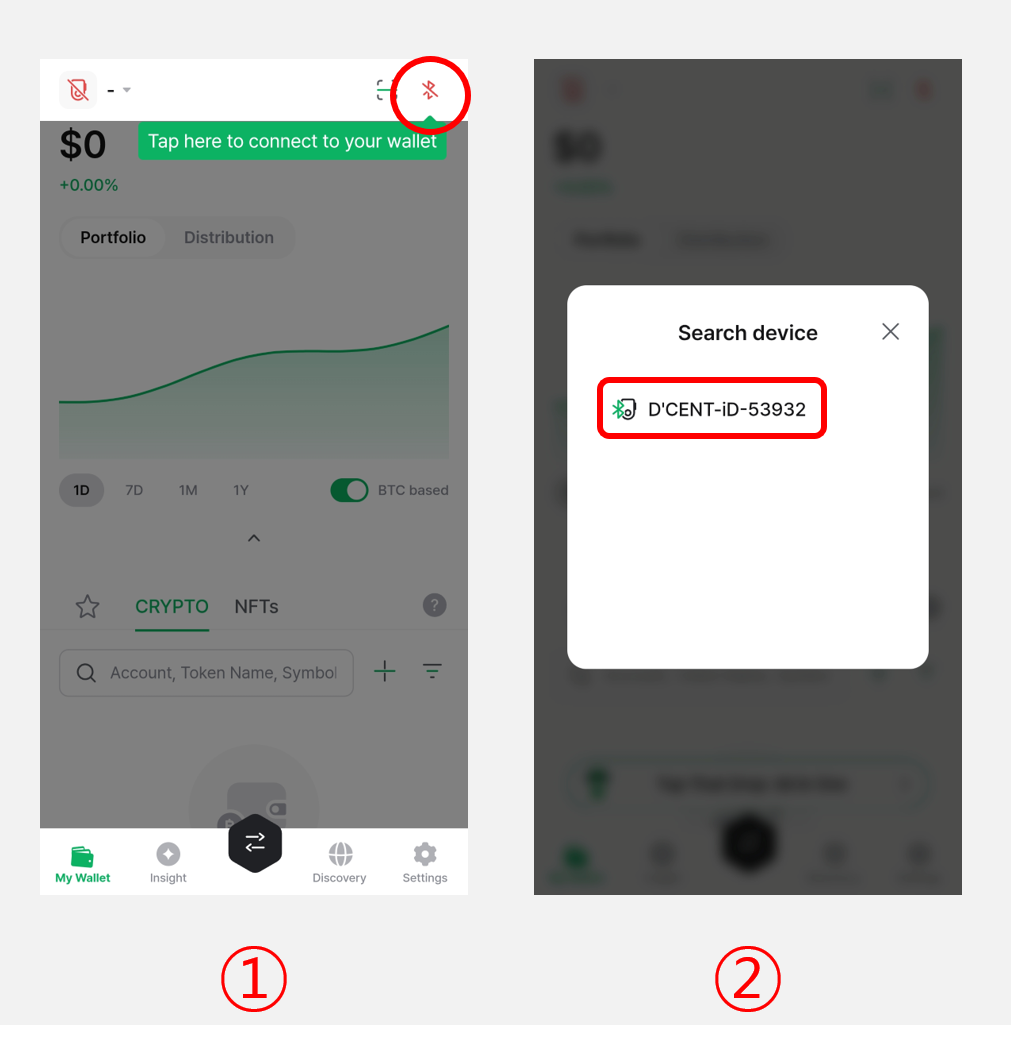 -
Tap here to connect to your wallet
$0
+0.00%
Portfolio Distribution
1D 7D 1M 1Y BTC based
CRYPTO NFTs ?
Account, Token Name, Symbol
My Wallet Insight Discovery Settings
①
Search device
D'CENT-iD-53932
②